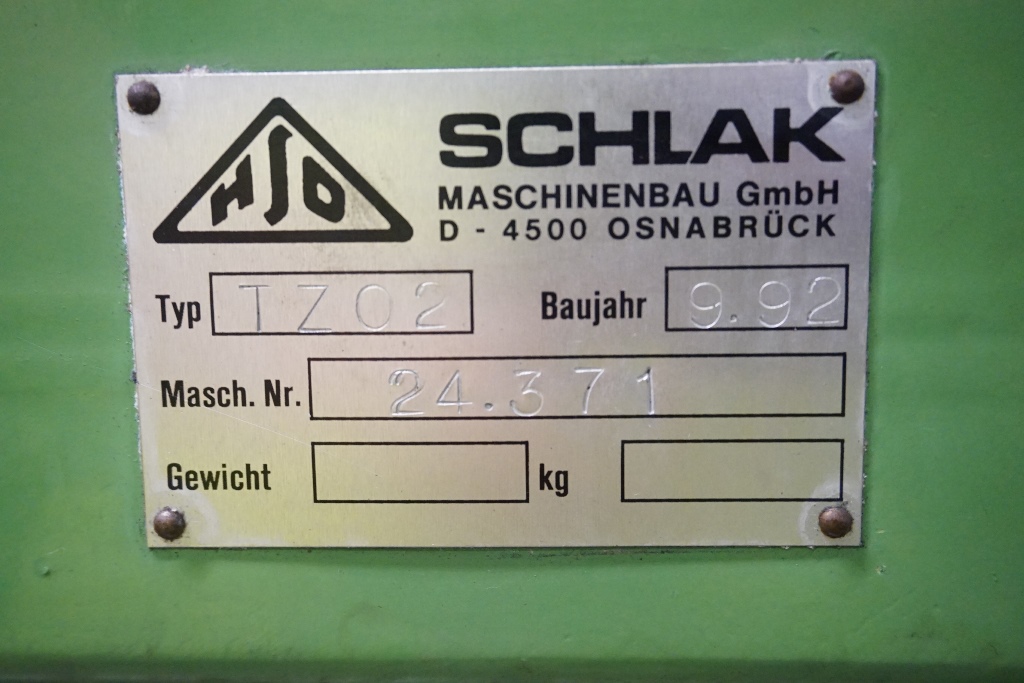 HSO
SCHLAK
MASCHINENBAU GmbH
D - 4500 OSNABRÜCK
Typ TZ02 Baujahr 9.92
Masch. Nr. 24.371
Gewicht kg